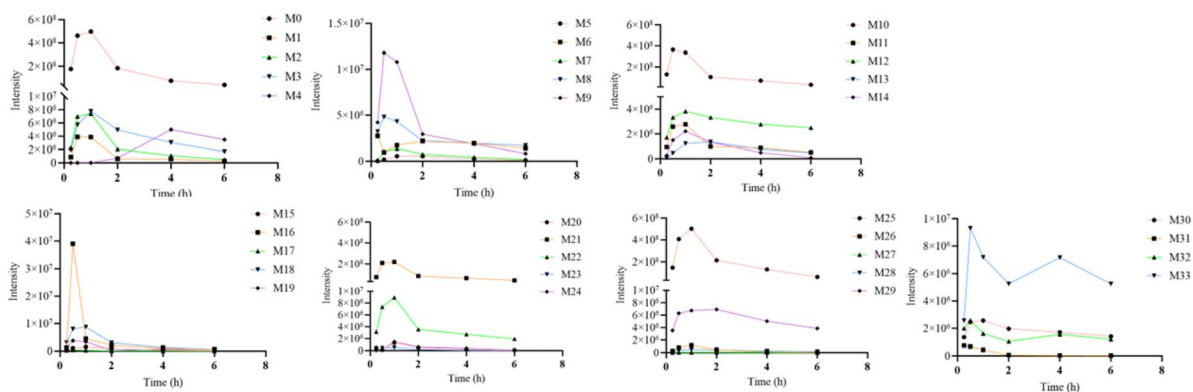 6×10⁸
4×10⁸
2×10⁸
1×10⁷
8×10⁶
6×10⁶
4×10⁶
2×10⁶
0
Intensity
0 2 4 6 8
Time (h)
M0
M1
M2
M3
M4
1.5×10⁷
1×10⁷
5×10⁶
0
Intensity
0 2 4 6 8
Time (h)
M5
M6
M7
M8
M9
6×10⁸
4×10⁸
2×10⁸
4×10⁶
2×10⁶
0
Intensity
0 2 4 6 8
Time (h)
M10
M11
M12
M13
M14
5×10⁷
4×10⁷
3×10⁷
2×10⁷
1×10⁷
0
Intensity
0 2 4 6 8
Time (h)
M15
M16
M17
M18
M19
6×10⁸
4×10⁸
2×10⁸
1×10⁷
8×10⁶
6×10⁶
4×10⁶
2×10⁶
0
Intensity
0 2 4 6 8
Time (h)
M20
M21
M22
M23
M24
6×10⁸
4×10⁸
2×10⁸
1×10⁷
8×10⁶
6×10⁶
4×10⁶
2×10⁶
0
Intensity
0 2 4 6 8
Time (h)
M25
M26
M27
M28
M29
1×10⁷
8×10⁶
6×10⁶
4×10⁶
2×10⁶
0
Intensity
0 2 4 6 8
Time (h)
M30
M31
M32
M33